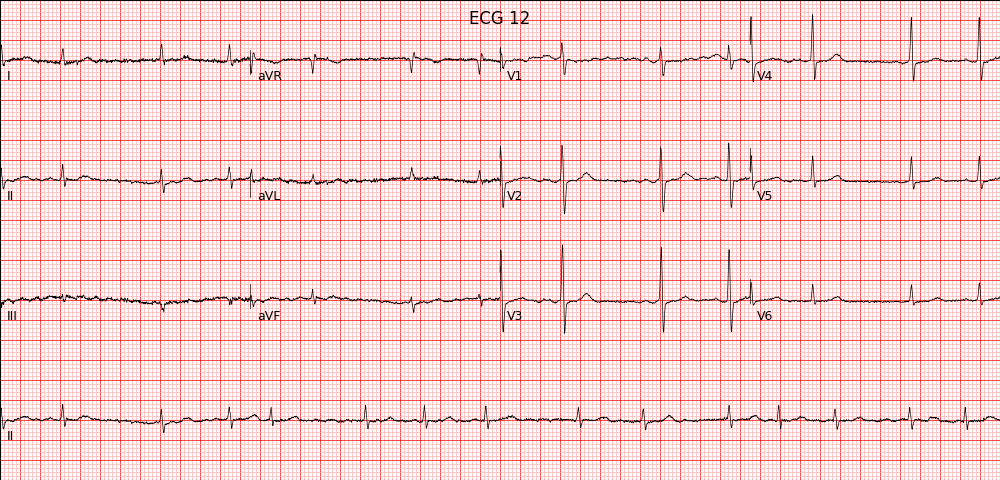 ECG 12
I aVR V1 V4
II aVL V2 V5
III aVF V3 V6
II